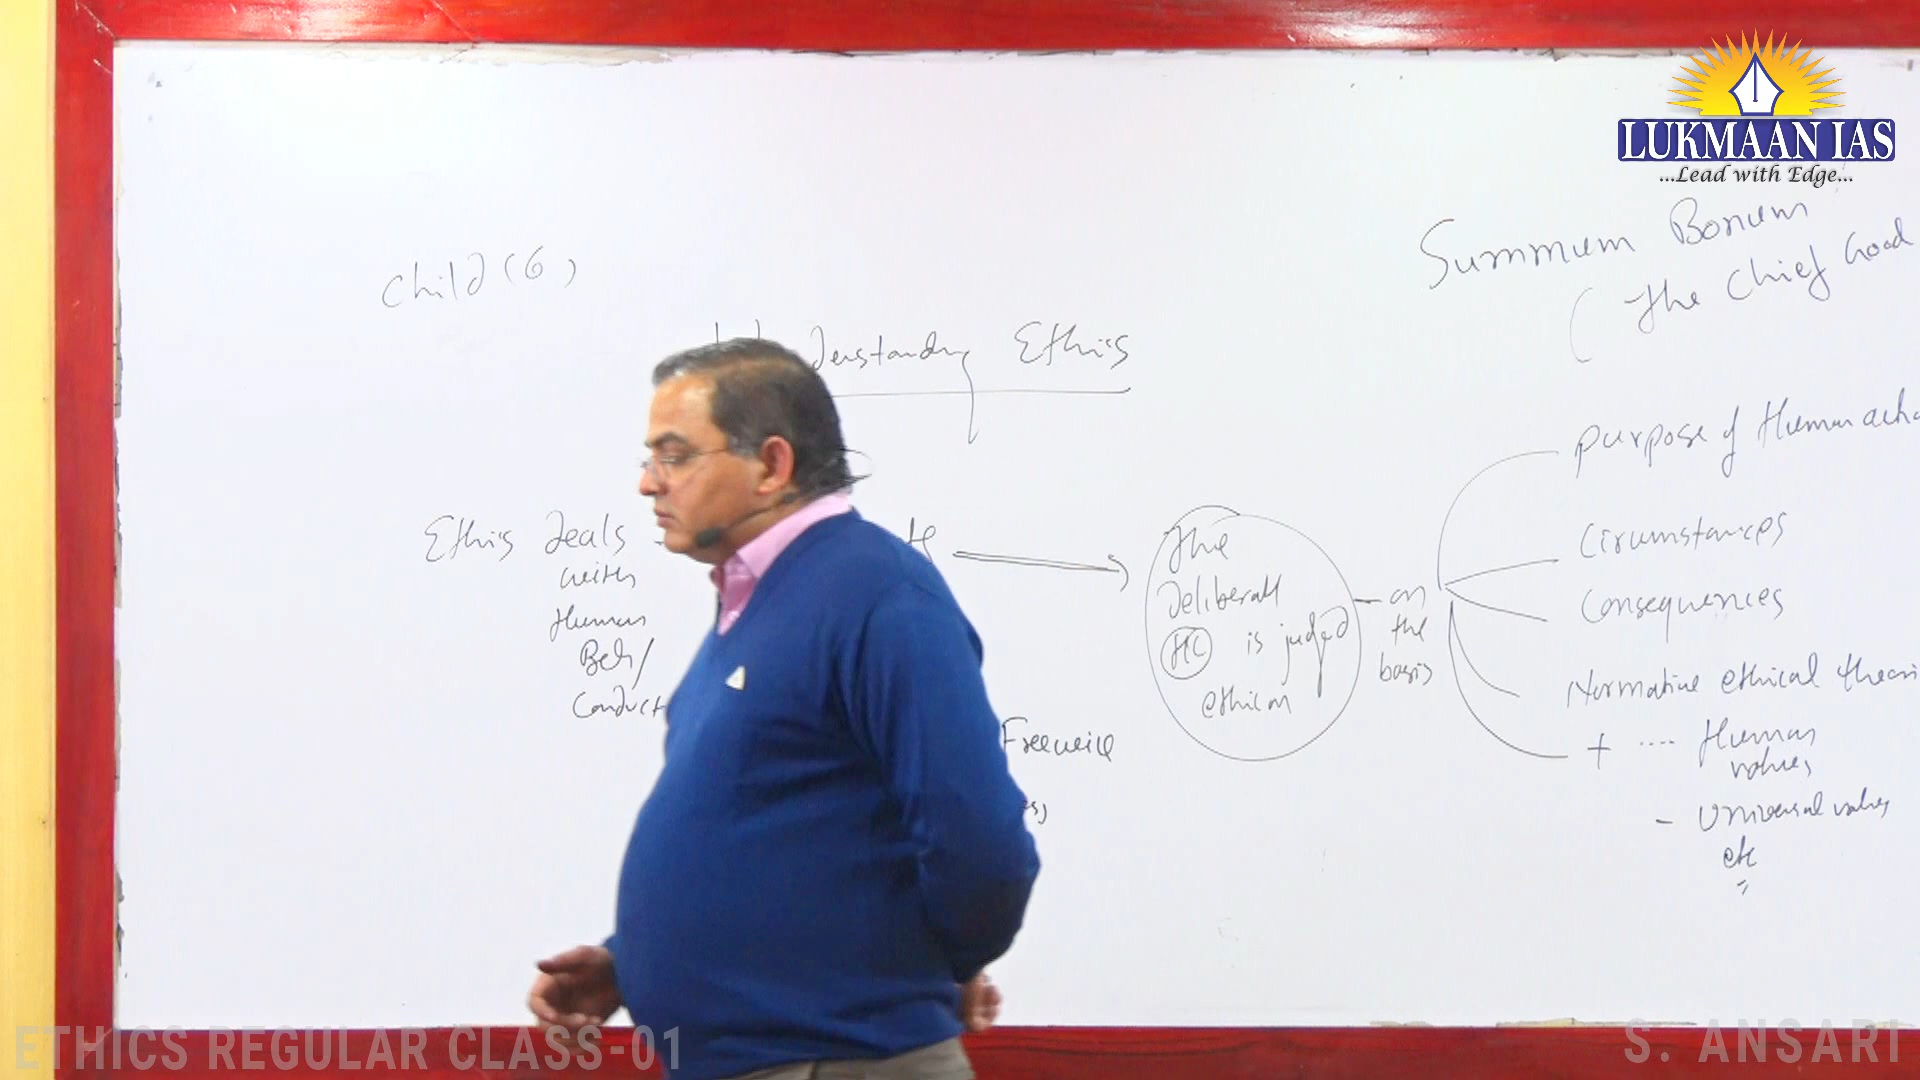 LUKMAAN IAS
...Lead with Edge...
Summum Bonum
( The Chief Good
Child (6)
Ethics
Purpose of Human
Ethics deals
with
Human
Beh/
Conduct
The
Deliberate
HC is judged
ethical
on
the
basis
Circumstances
Consequences
Normative ethical
+ .... Human
values
- Universal values
etc
Freewill
ETHICS REGULAR CLASS-01
S. ANSARI